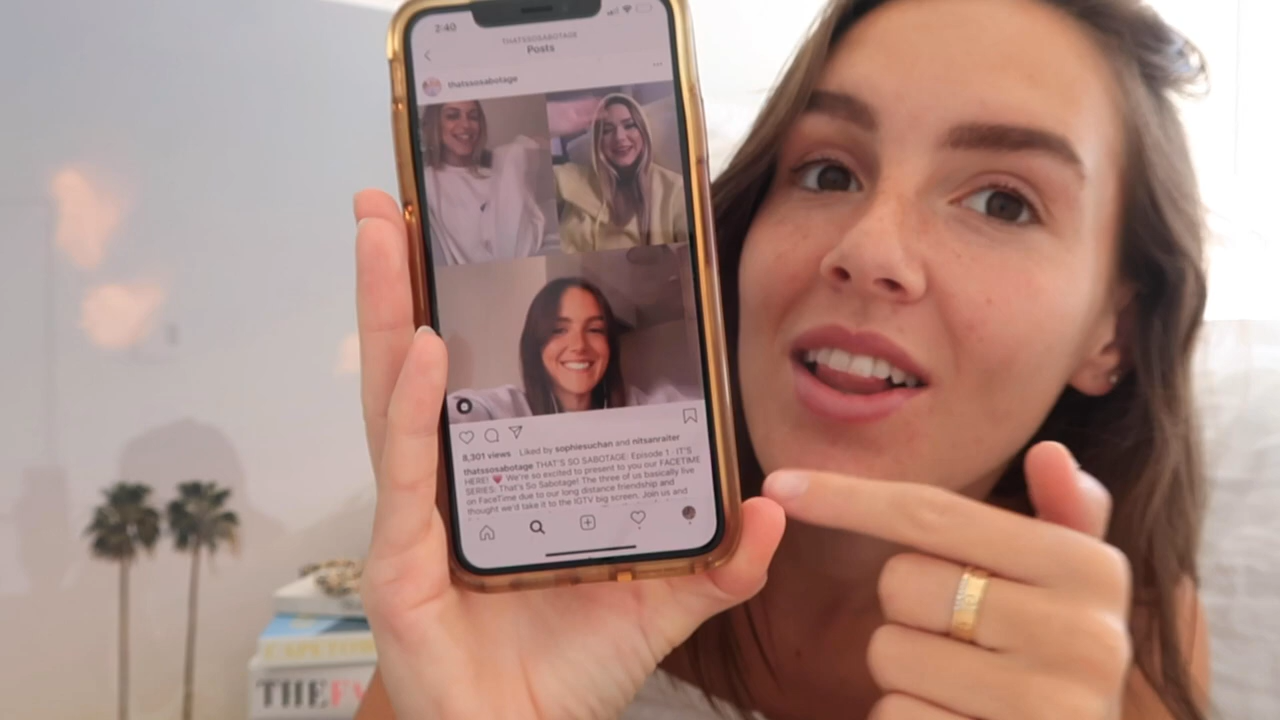 2:40
THATSSOSABOTAGE
Posts
thatssosabotage
8,301 views · Liked by sophiesuchan and nitsanraiter
thatssosabotage THAT'S SO SABOTAGE: Episode 1 · IT'S
HERE! 💗 We're so excited to present to you our FACETIME
SERIES: That's So Sabotage! The three of us basically live
on FaceTime due to our long distance friendship and
thought we'd take it to the IGTV big screen. Join us and
CAPE TOWN
THE